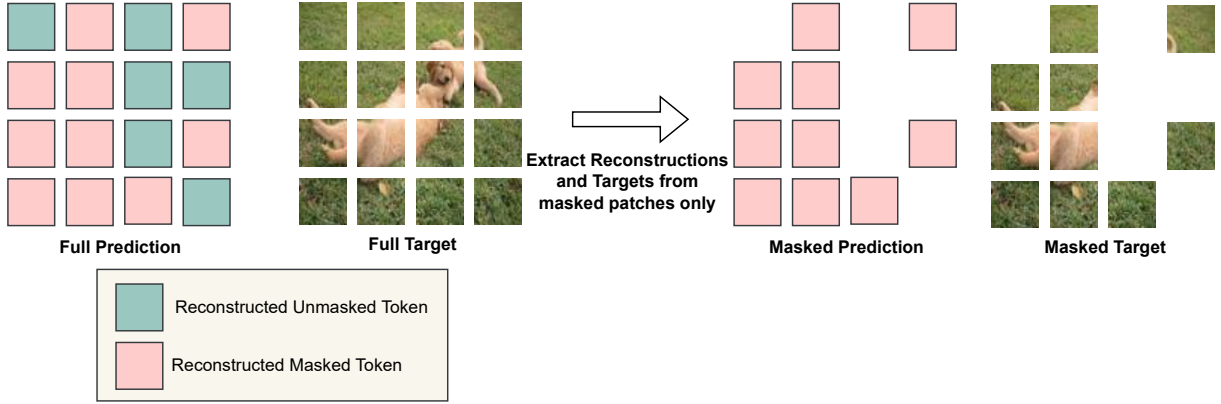 Full Prediction
Full Target
Extract Reconstructions
and Targets from
masked patches only
Masked Prediction
Masked Target
Reconstructed Unmasked Token
Reconstructed Masked Token